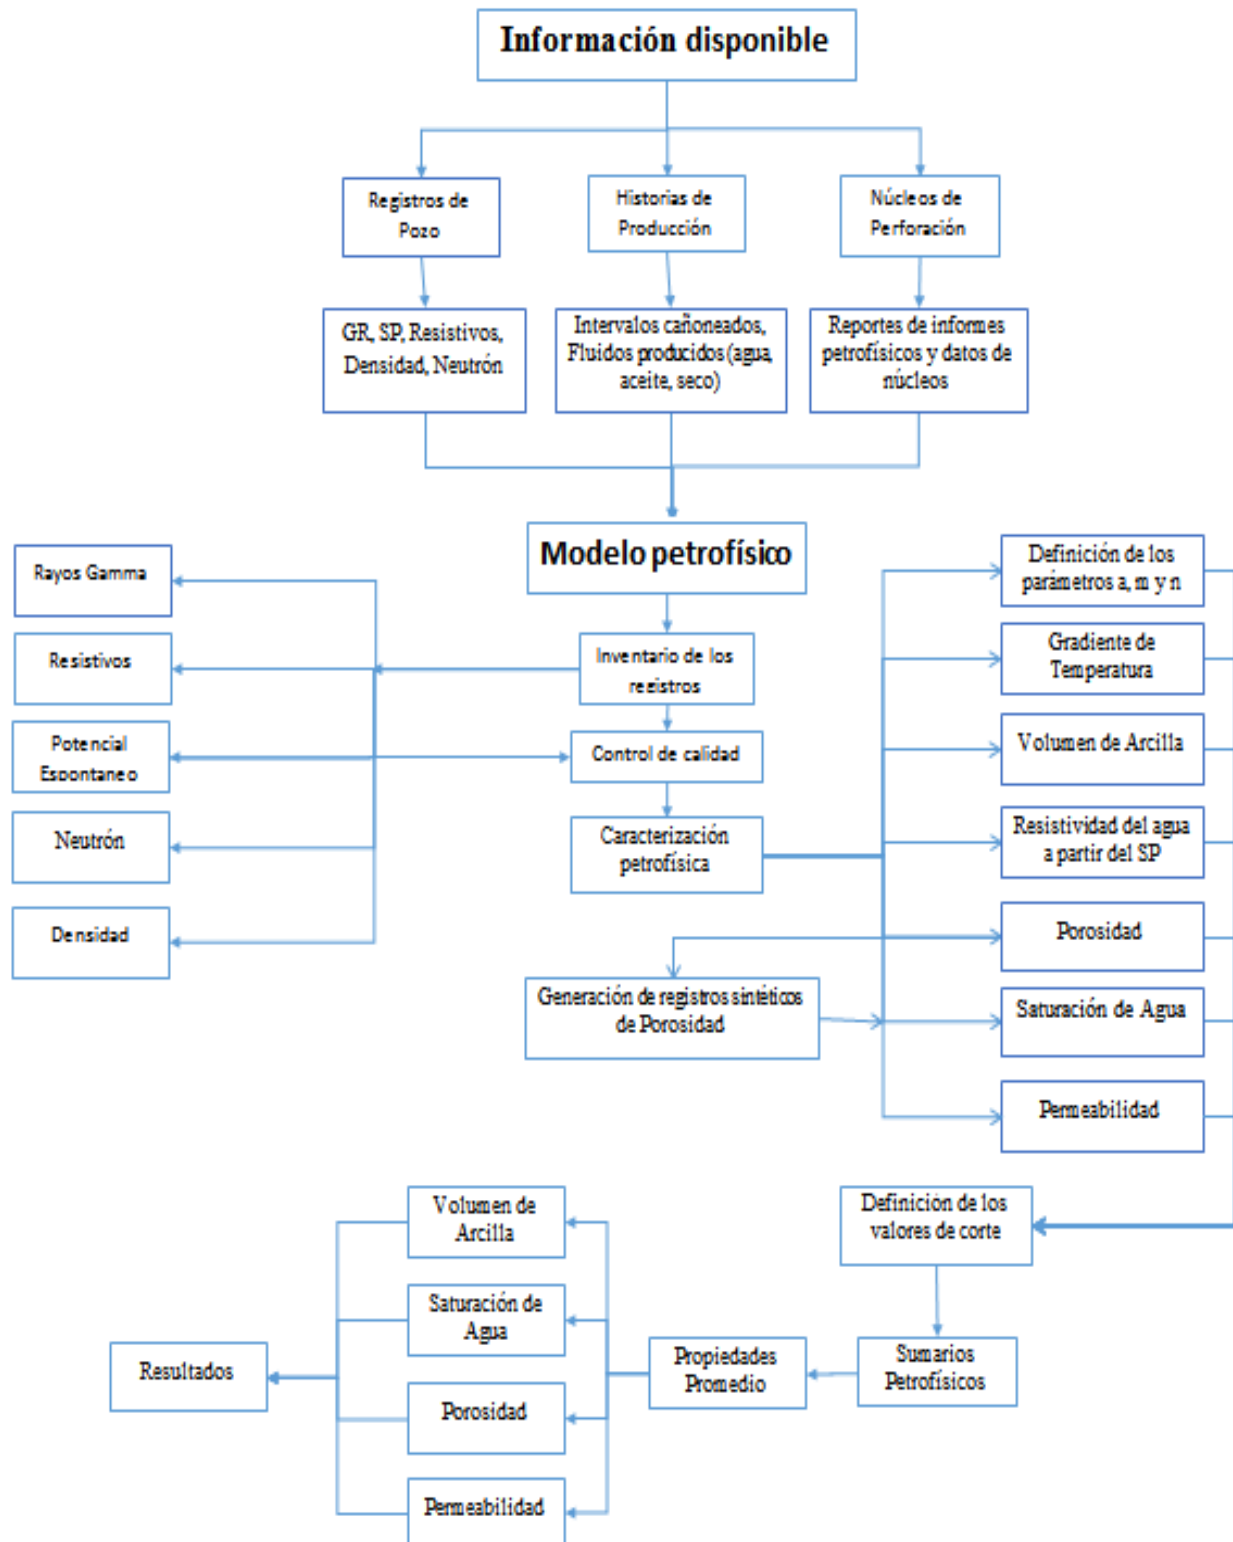 Información disponible
Registros de
Pozo
Historias de
Producción
Núcleos de
Perforación
GR, SP, Resistivos,
Densidad, Neutrón
Intervalos cañoneados,
Fluidos producidos (agua,
aceite, seco)
Reportes de informes
petrofísicos y datos de
núcleos
Modelo petrofísico
Rayos Gamma
Resistivos
Potencial
Espontaneo
Neutrón
Densidad
Inventario de los
registros
Control de calidad
Caracterización
petrofísica
Generación de registros sintéticos
de Porosidad
Definición de los
parámetros a, m y n
Gradiente de
Temperatura
Volumen de Arcilla
Resistividad del agua
a partir del SP
Porosidad
Saturación de Agua
Permeabilidad
Definición de los
valores de corte
Sumarios
Petrofísicos
Propiedades
Promedio
Volumen de
Arcilla
Saturación de
Agua
Porosidad
Permeabilidad
Resultados